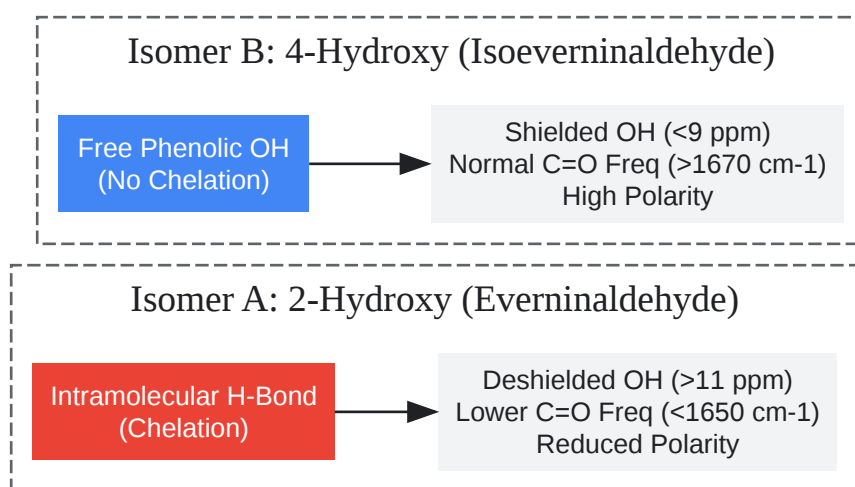 Isomer B: 4-Hydroxy (Isoeverninaldehyde)
Free Phenolic OH
(No Chelation)
Shielded OH (<9 ppm)
Normal C=O Freq (>1670 cm-1)
High Polarity
Isomer A: 2-Hydroxy (Everninaldehyde)
Intramolecular H-Bond
(Chelation)
Deshielded OH (>11 ppm)
Lower C=O Freq (<1650 cm-1)
Reduced Polarity